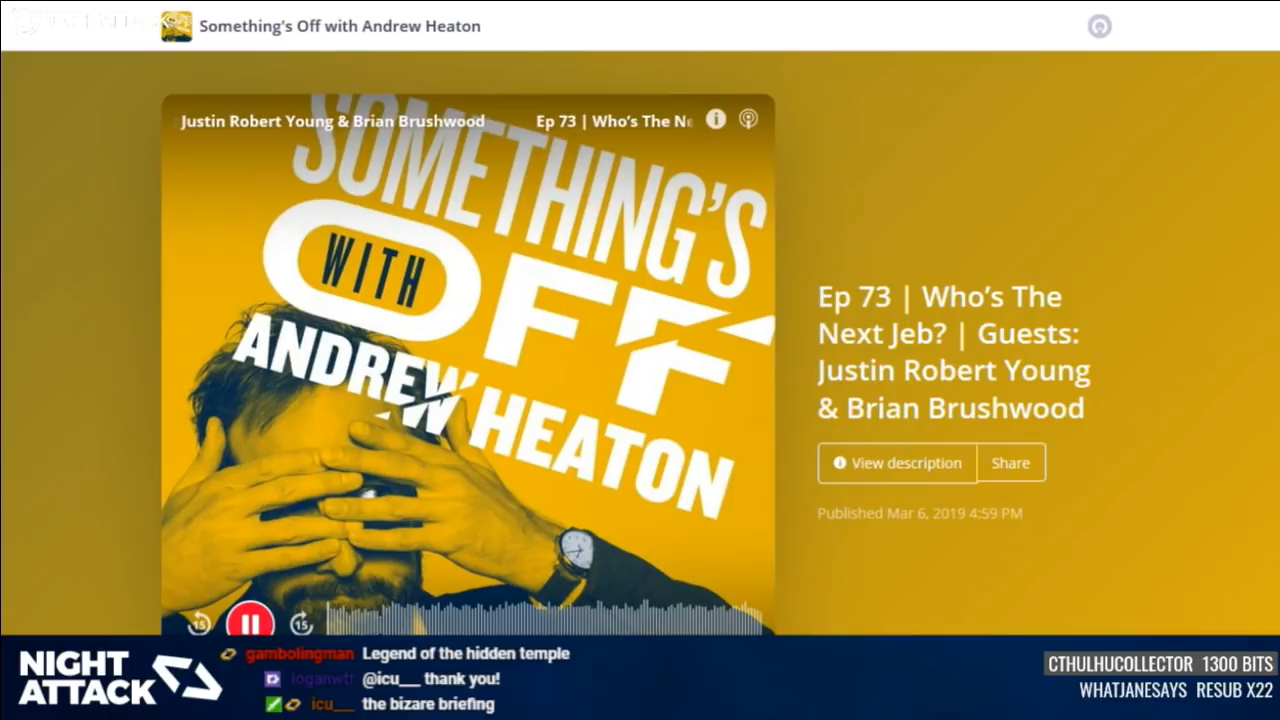 Something's Off with Andrew Heaton
Justin Robert Young & Brian Brushwood
Ep 73 | Who's The Ne
SOMETHING'S
WITH
OFF
ANDREW HEATON
15
15
Ep 73 | Who's The
Next Jeb? | Guests:
Justin Robert Young
& Brian Brushwood
View description
Share
Published Mar 6, 2019 4:59 PM
NIGHT
ATTACK
gambolingman Legend of the hidden temple
loganwtf @icu___ thank you!
icu___ the bizare briefing
CTHULHUCOLLECTOR 1300 BITS
WHATJANESAYS RESUB X22